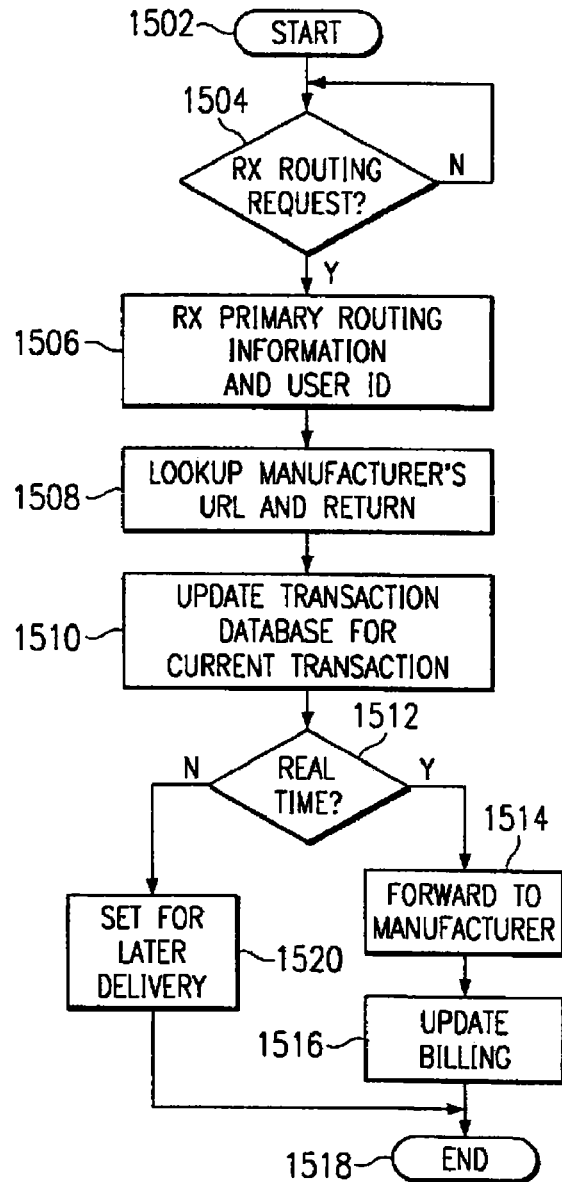 1502
START
1504
RX ROUTING
REQUEST?
N
Y
1506
RX PRIMARY ROUTING
INFORMATION
AND USER ID
1508
LOOKUP MANUFACTURER'S
URL AND RETURN
1510
UPDATE TRANSACTION
DATABASE FOR
CURRENT TRANSACTION
1512
N
REAL
TIME?
Y
1514
FORWARD TO
MANUFACTURER
SET FOR
LATER
DELIVERY
1520
1516
UPDATE
BILLING
1518
END